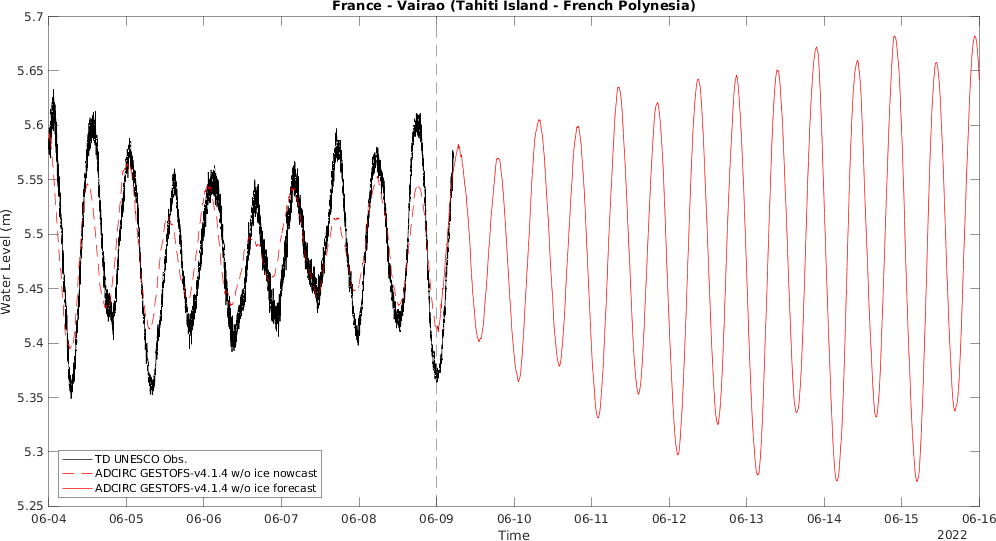 France - Vairao (Tahiti Island - French Polynesia)
5.7
5.65
5.6
5.55
5.5
5.45
5.4
5.35
5.3
5.25
Water Level (m)
TD UNESCO Obs.
ADCIRC GESTOFS-v4.1.4 w/o ice nowcast
ADCIRC GESTOFS-v4.1.4 w/o ice forecast
06-04 06-05 06-06 06-07 06-08 06-09 06-10 06-11 06-12 06-13 06-14 06-15 06-16
Time
2022